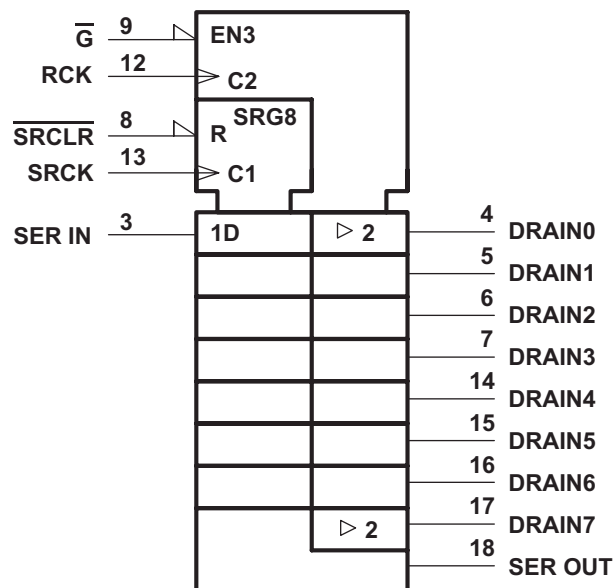 G 9 EN3
RCK 12 C2
SRCLR 8 R SRG8
SRCK 13 C1
SER IN 3 1D 2 4 DRAIN0
5 DRAIN1
6 DRAIN2
7 DRAIN3
14 DRAIN4
15 DRAIN5
16 DRAIN6
2 17 DRAIN7
18 SER OUT